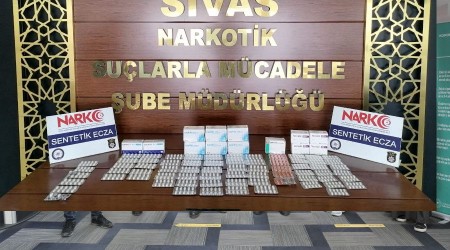 SİVAS
NARKOTİK
SUÇLARLA MÜCADELE
ŞUBE MÜDÜRLÜĞÜ
NARKO
SENTETİK ECZA
NARKO
SENTETİK ECZA